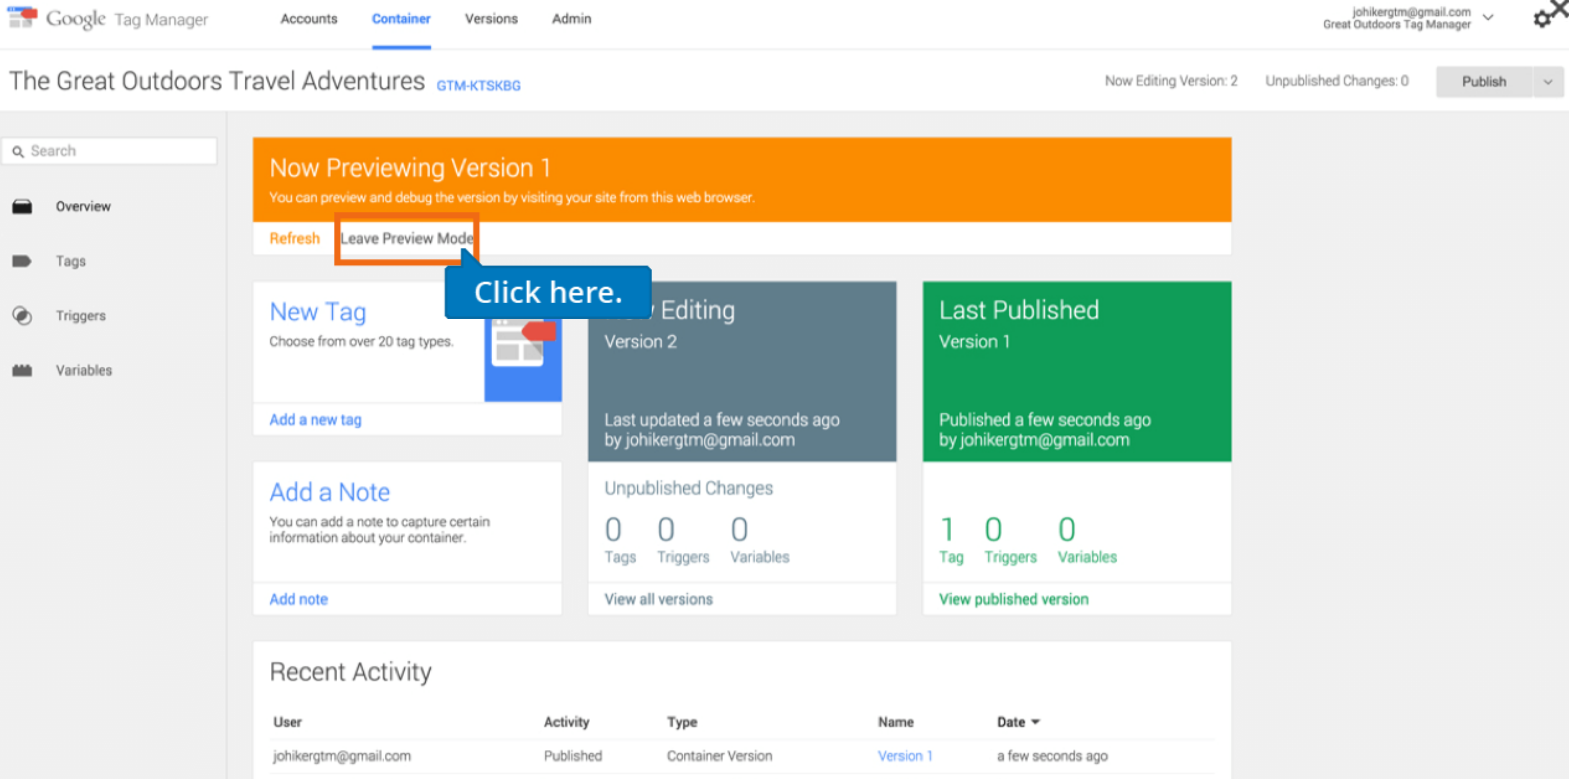 Google Tag Manager Accounts Container Versions Admin
johikergtm@gmail.com
Great Outdoors Tag Manager
The Great Outdoors Travel Adventures GTM-KTSKBG Now Editing Version: 2 Unpublished Changes: 0 Publish
Search
Overview
Tags
Triggers
Variables
Now Previewing Version 1
You can preview and debug the version by visiting your site from this web browser.
Refresh Leave Preview Mode
Click here.
New Tag
Choose from over 20 tag types.
Add a new tag
Editing
Version 2
Last updated a few seconds ago
by johikergtm@gmail.com
Unpublished Changes
0 0 0
Tags Triggers Variables
View all versions
Last Published
Version 1
Published a few seconds ago
by johikergtm@gmail.com
1 0 0
Tag Triggers Variables
View published version
Add a Note
You can add a note to capture certain
information about your container.
Add note
Recent Activity
User Activity Type Name Date
johikergtm@gmail.com Published Container Version Version 1 a few seconds ago